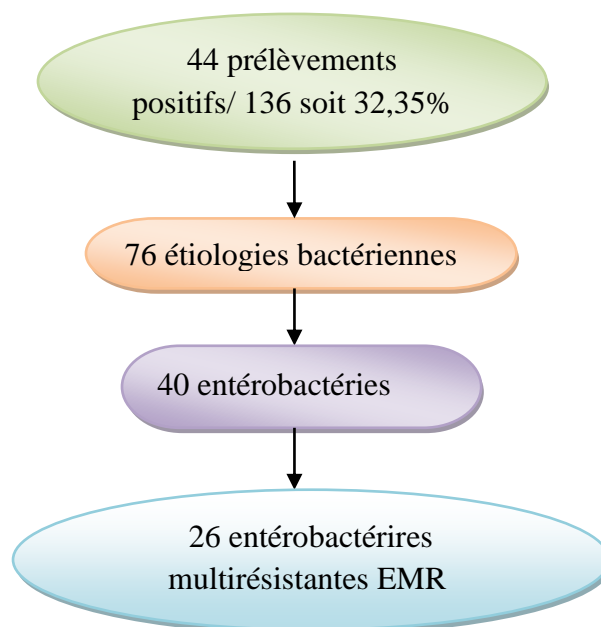 44 prélèvements
positifs/ 136 soit 32,35%
76 étiologies bactériennes
40 entérobactéries
26 entérobactérires
multirésistantes EMR